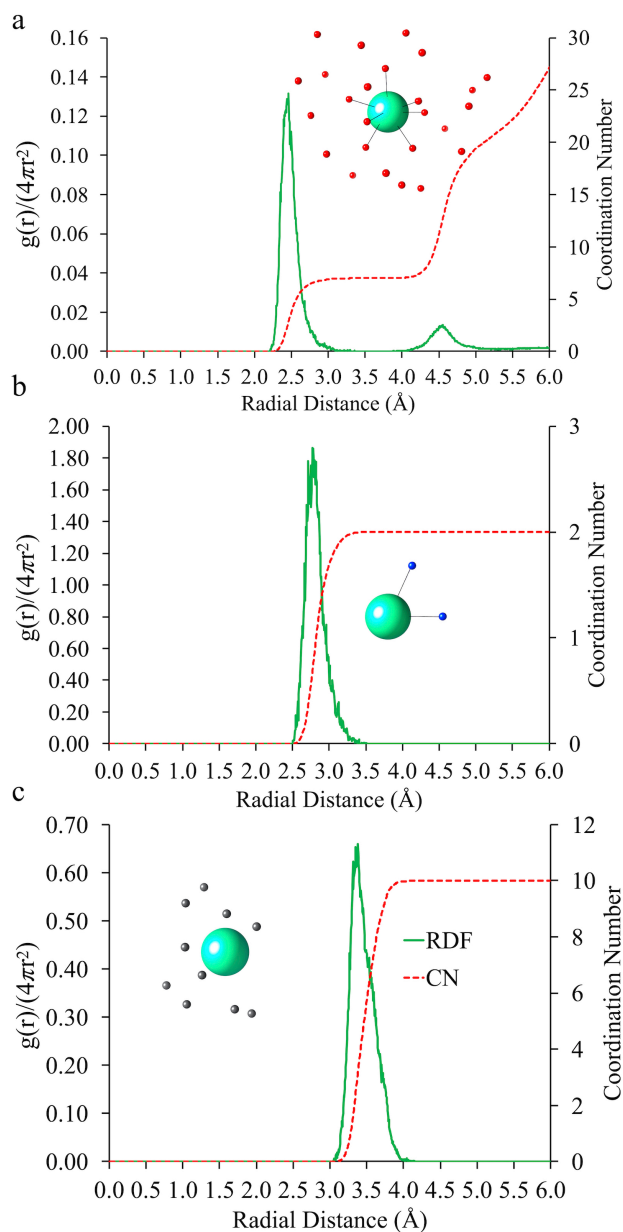 a
0.16
0.14
0.12
0.10
0.08
0.06
0.04
0.02
0.00
g(r)/(4πr²)
30
25
20
15
10
5
0
Coordination Number
0.0 0.5 1.0 1.5 2.0 2.5 3.0 3.5 4.0 4.5 5.0 5.5 6.0
Radial Distance (Å)
b
2.00
1.80
1.60
1.40
1.20
1.00
0.80
0.60
0.40
0.20
0.00
g(r)/(4πr²)
3
2
1
0
Coordination Number
0.0 0.5 1.0 1.5 2.0 2.5 3.0 3.5 4.0 4.5 5.0 5.5 6.0
Radial Distance (Å)
c
0.70
0.60
0.50
0.40
0.30
0.20
0.10
0.00
g(r)/(4πr²)
12
10
8
6
4
2
0
Coordination Number
RDF
CN
0.0 0.5 1.0 1.5 2.0 2.5 3.0 3.5 4.0 4.5 5.0 5.5 6.0
Radial Distance (Å)